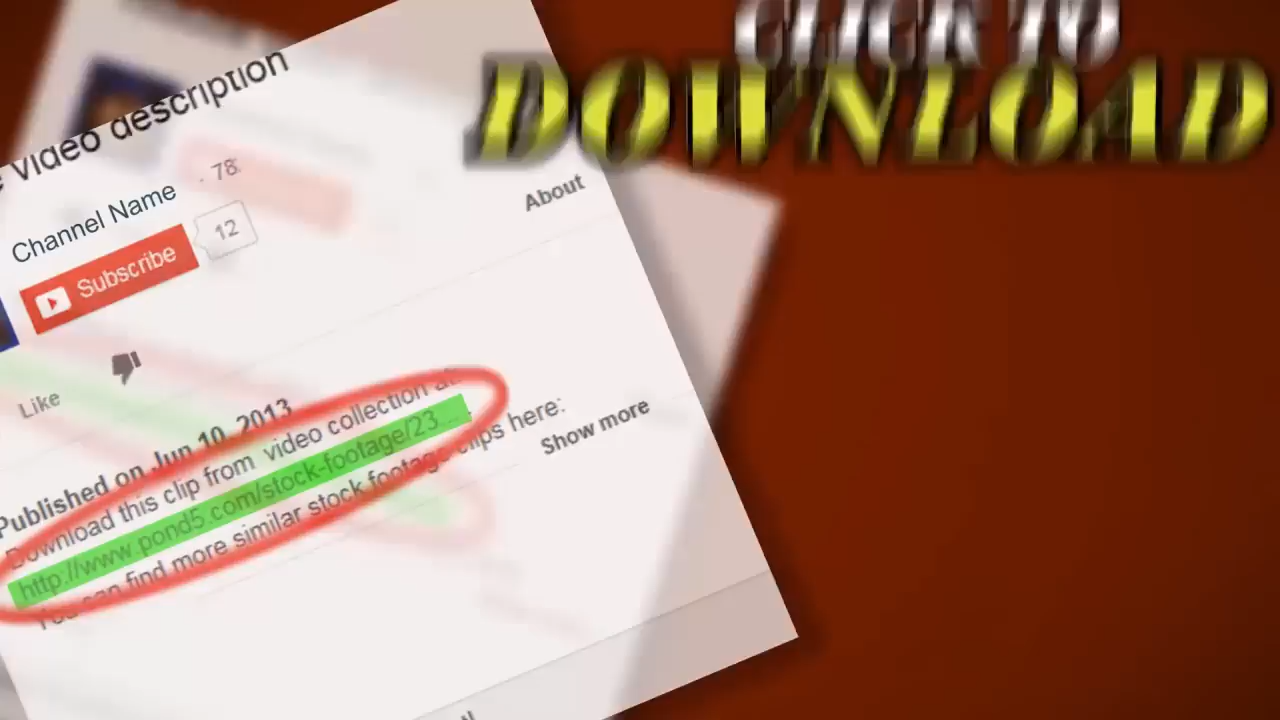 CLICK TO
DOWNLOAD
video description
Channel Name
78
Subscribe
12
About
Like
Published on Jun 10, 2013
Download this clip from video collection at
http://www.pond5.com/stock-footage/23...
You can find more similar stock footage clips here:
Show more